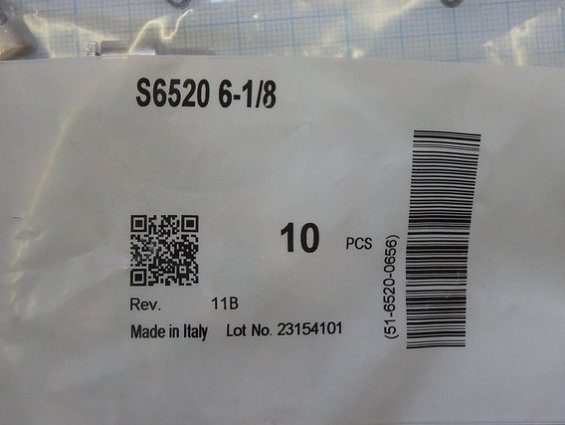 S6520 6-1/8
10 PCS
(51-6520-0656)
Rev. 11B
Made in Italy Lot No. 23154101